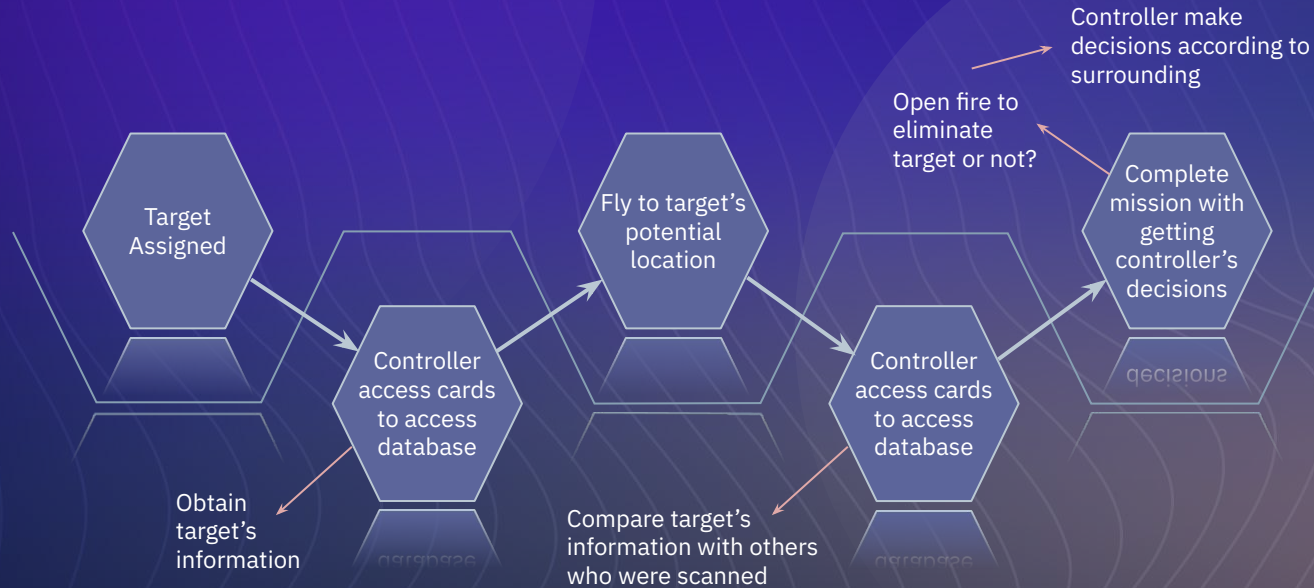 Target
Assigned
Controller
access cards
to access
database
Obtain
target's
information
Fly to target's
potential
location
Controller
access cards
to access
database
Compare target's
information with others
who were scanned
Complete
mission with
getting
controller's
decisions
Open fire to
eliminate
target or not?
Controller make
decisions according to
surrounding